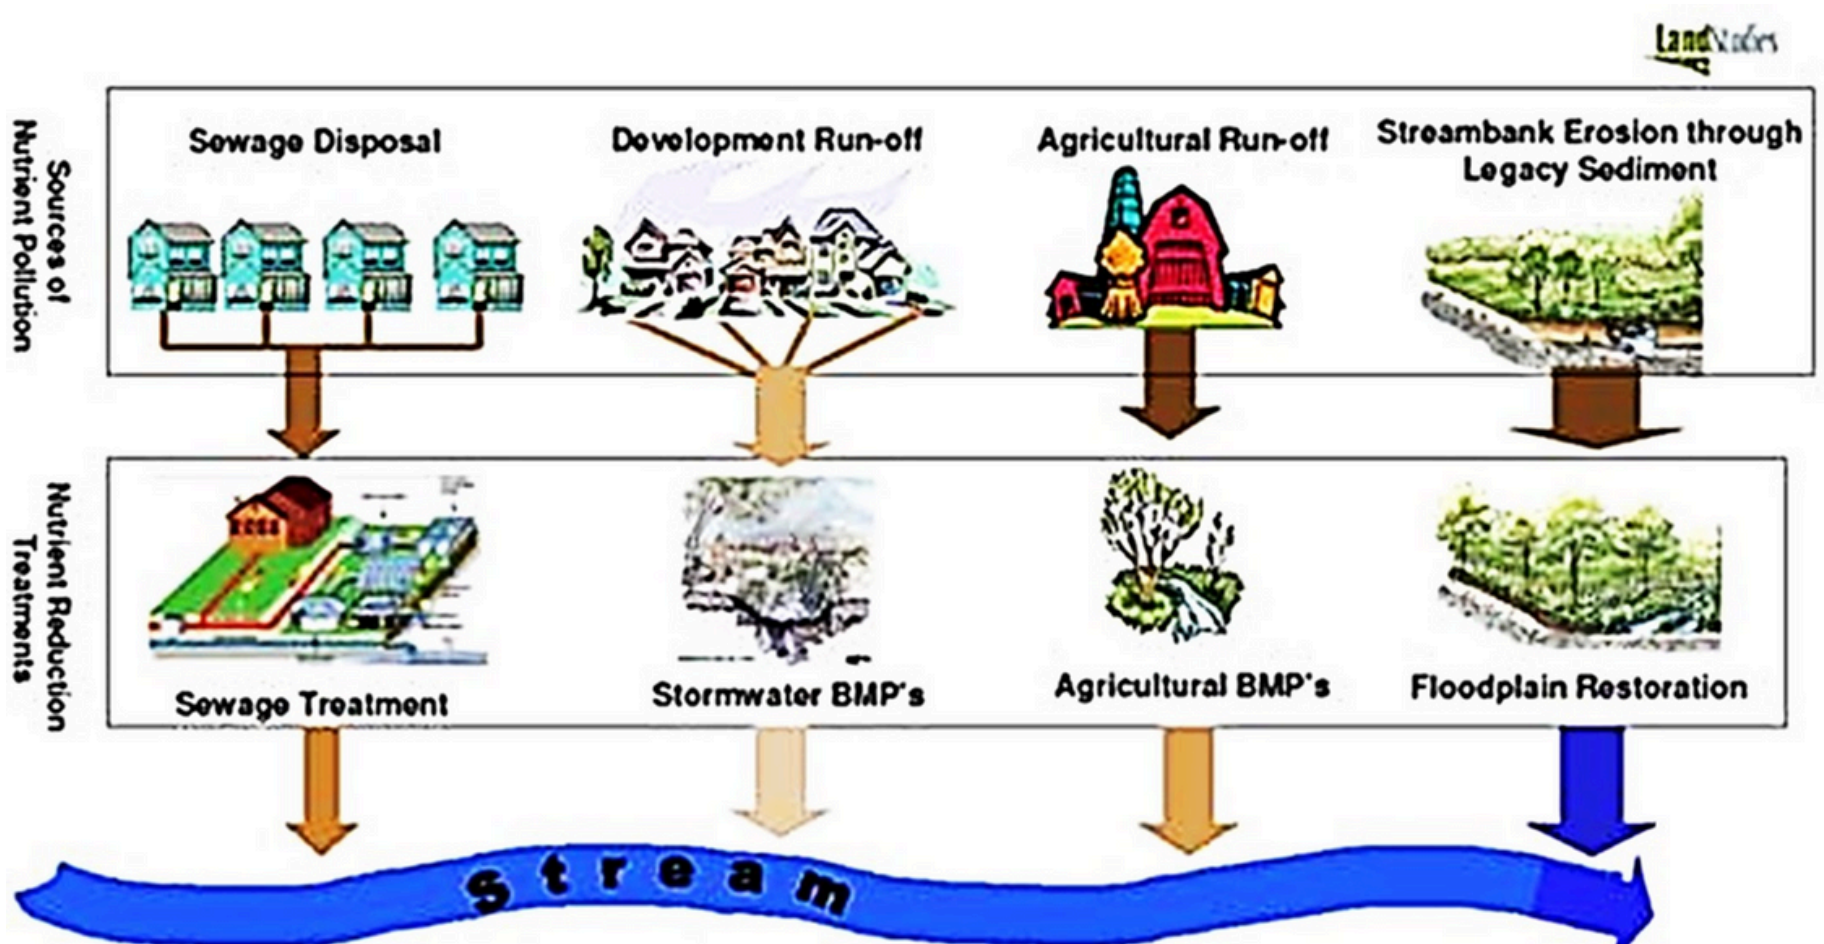 LandStudies
Sources of
Nutrient Pollution
Sewage Disposal
Development Run-off
Agricultural Run-off
Streambank Erosion through
Legacy Sediment
Nutrient Reduction
Treatments
Sewage Treatment
Stormwater BMP's
Agricultural BMP's
Floodplain Restoration
Stream